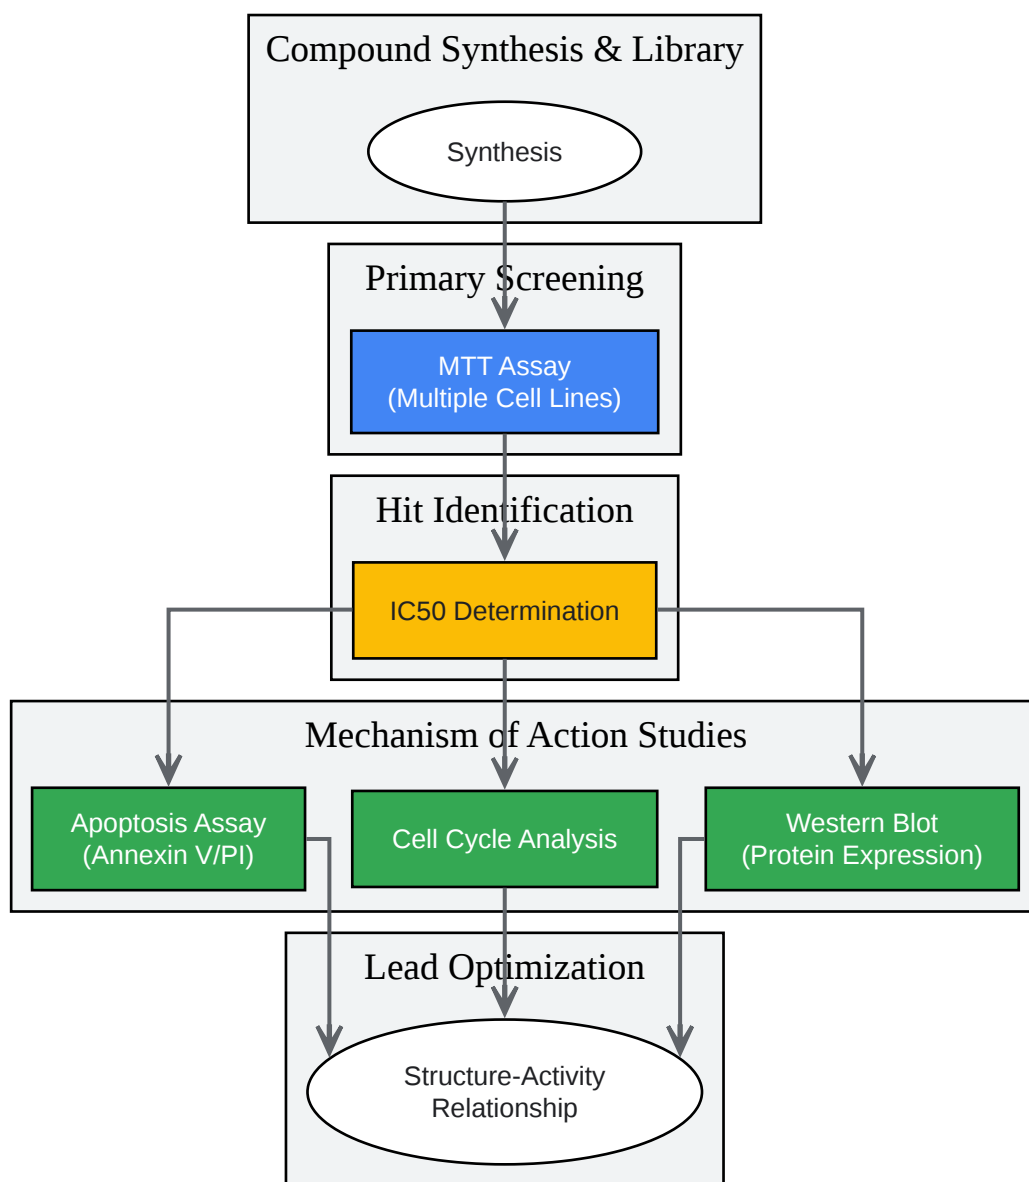 Compound Synthesis & Library
Synthesis
Primary Screening
MTT Assay
(Multiple Cell Lines)
Hit Identification
IC50 Determination
Mechanism of Action Studies
Apoptosis Assay
(Annexin V/PI)
Cell Cycle Analysis
Western Blot
(Protein Expression)
Lead Optimization
Structure-Activity
Relationship